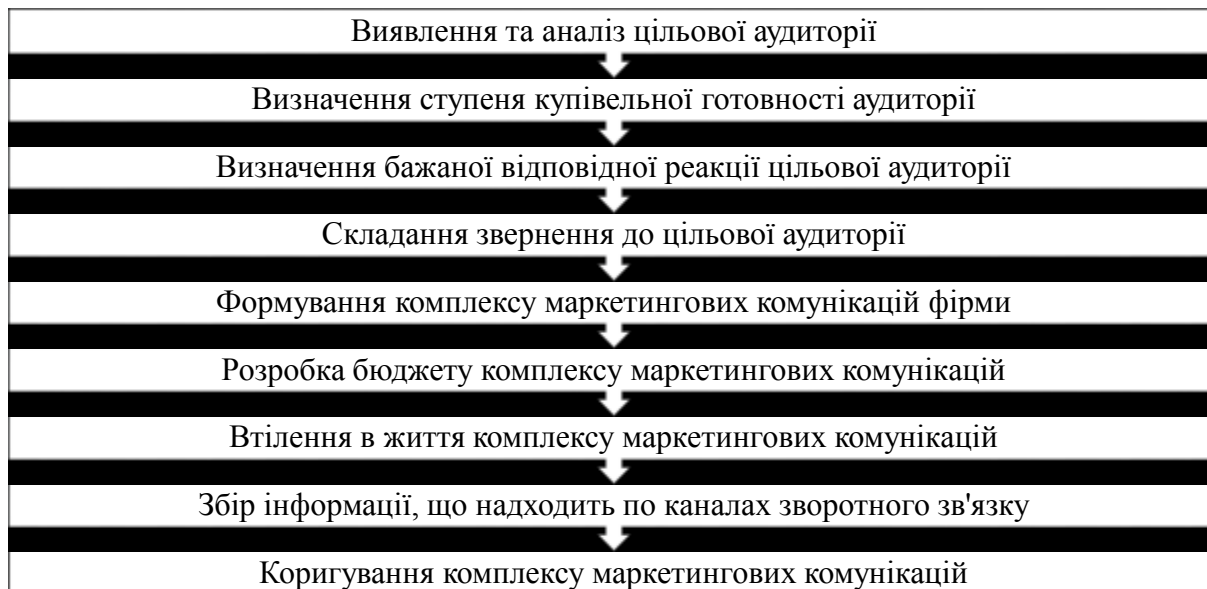 Виявлення та аналіз цільової аудиторії
Визначення ступеня купівельної готовності аудиторії
Визначення бажаної відповідної реакції цільової аудиторії
Складання звернення до цільової аудиторії
Формування комплексу маркетингових комунікацій фірми
Розробка бюджету комплексу маркетингових комунікацій
Втілення в життя комплексу маркетингових комунікацій
Збір інформації, що надходить по каналах зворотного зв'язку
Коригування комплексу маркетингових комунікацій